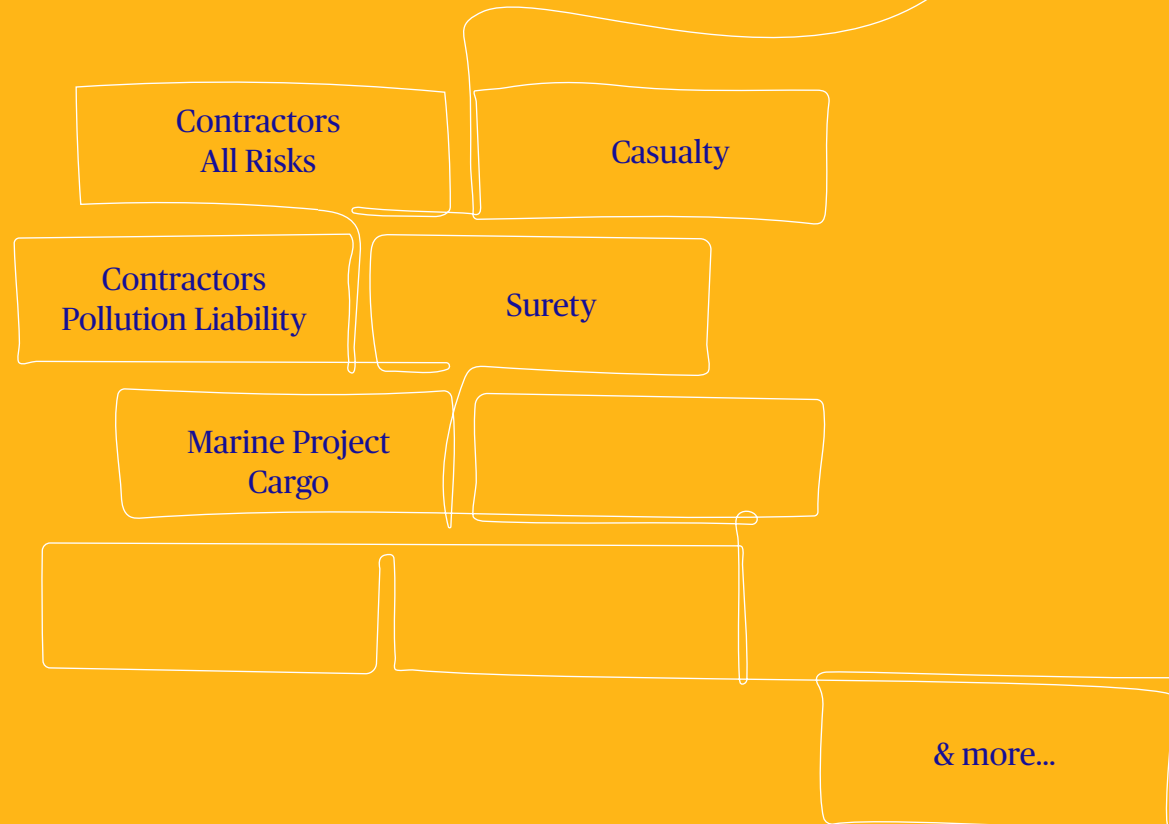 Contractors
All Risks
Casualty
Contractors
Pollution Liability
Surety
Marine Project
Cargo
& more...